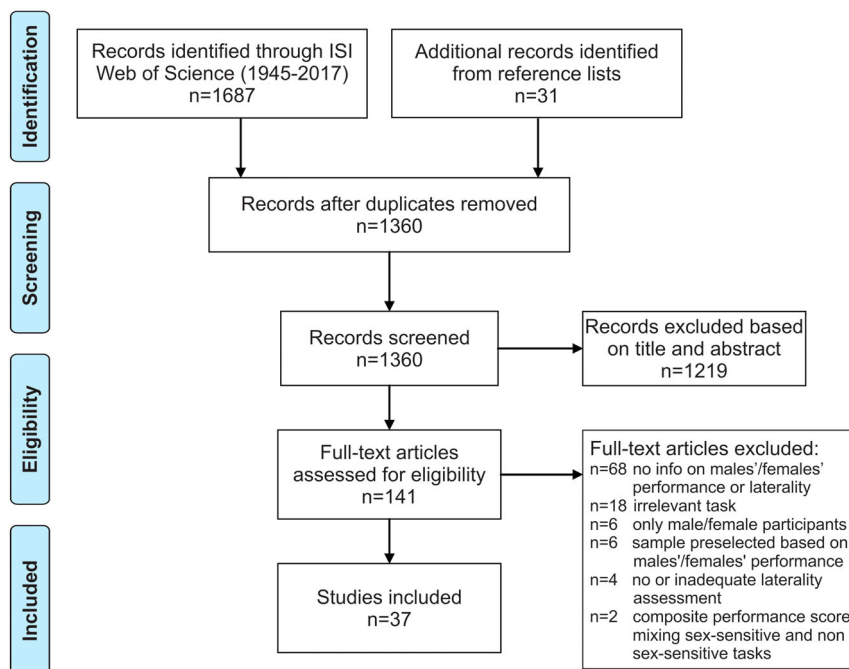 Identification
Records identified through ISI
Web of Science (1945-2017)
n=1687
Additional records identified
from reference lists
n=31
Screening
Records after duplicates removed
n=1360
Records screened
n=1360
Records excluded based
on title and abstract
n=1219
Eligibility
Full-text articles
assessed for eligibility
n=141
Full-text articles excluded:
n=68 no info on males'/females'
performance or laterality
n=18 irrelevant task
n=6 only male/female participants
n=6 sample preselected based on
males'/females' performance
n=4 no or inadequate laterality
assessment
n=2 composite performance score
mixing sex-sensitive and non
sex-sensitive tasks
Included
Studies included
n=37